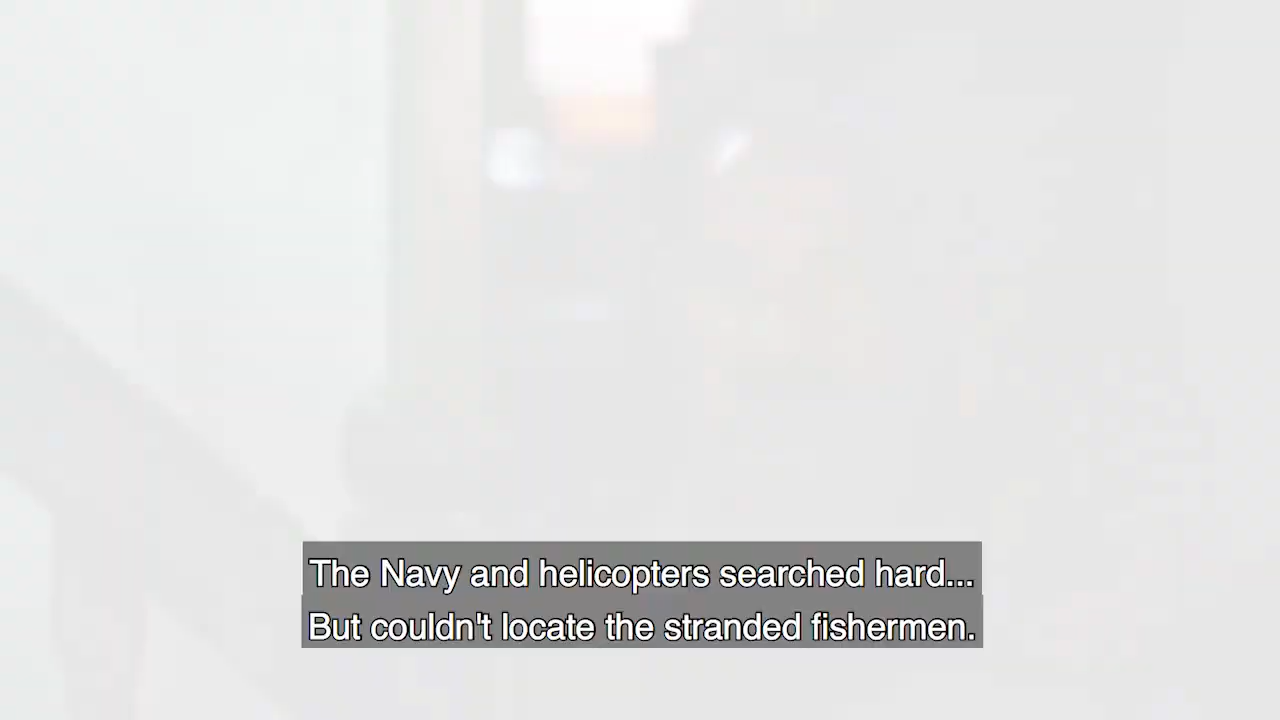 The Navy and helicopters searched hard...
But couldn't locate the stranded fishermen.